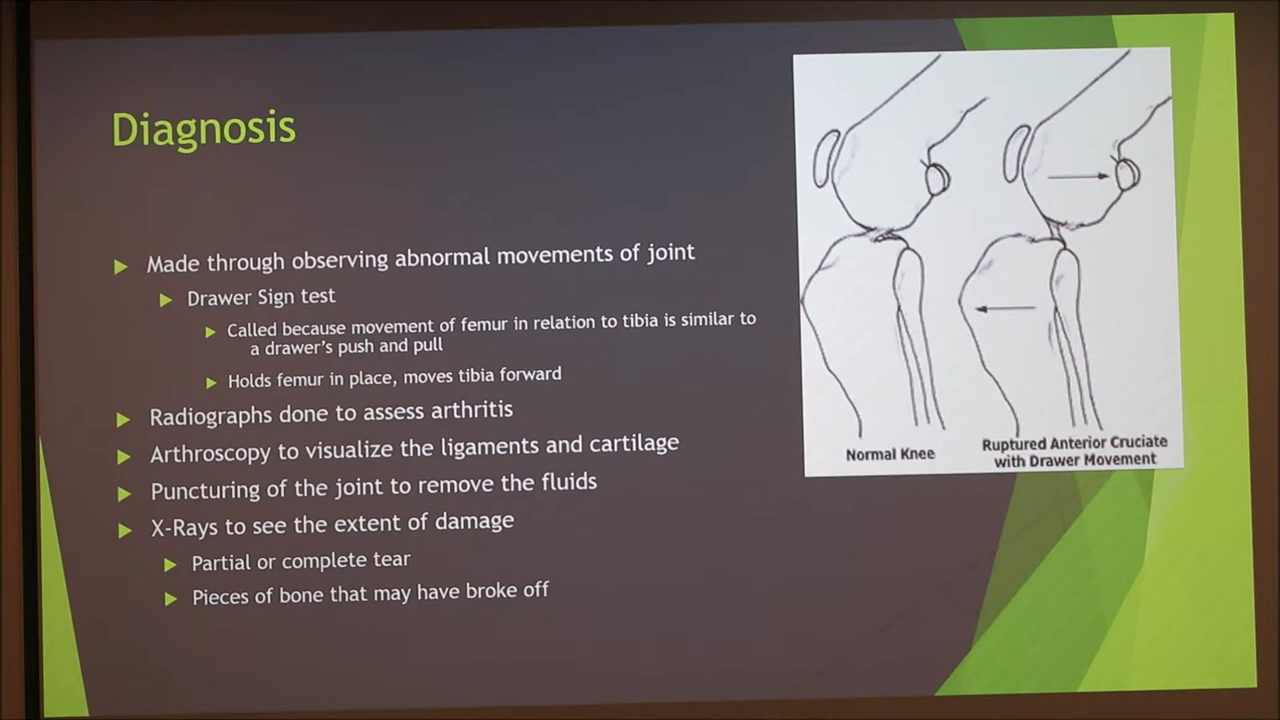 Diagnosis
Made through observing abnormal movements of joint
Drawer Sign test
Called because movement of femur in relation to tibia is similar to
a drawer's push and pull
Holds femur in place, moves tibia forward
Radiographs done to assess arthritis
Arthroscopy to visualize the ligaments and cartilage
Puncturing of the joint to remove the fluids
X-Rays to see the extent of damage
Partial or complete tear
Pieces of bone that may have broke off
Normal Knee
Ruptured Anterior Cruciate
with Drawer Movement